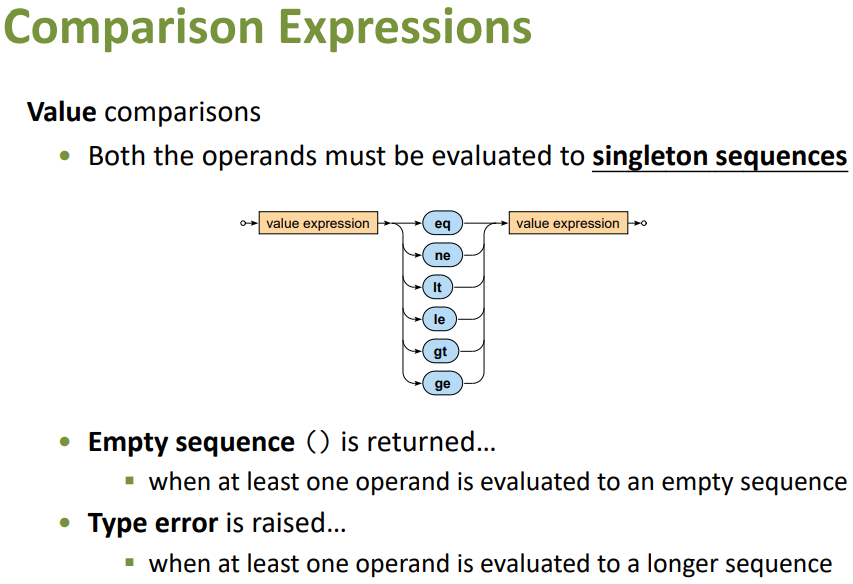 Comparison Expressions
Value comparisons
• Both the operands must be evaluated to singleton sequences
value expression eq value expression
ne
lt
le
gt
ge
• Empty sequence () is returned…
▪ when at least one operand is evaluated to an empty sequence
• Type error is raised…
▪ when at least one operand is evaluated to a longer sequence